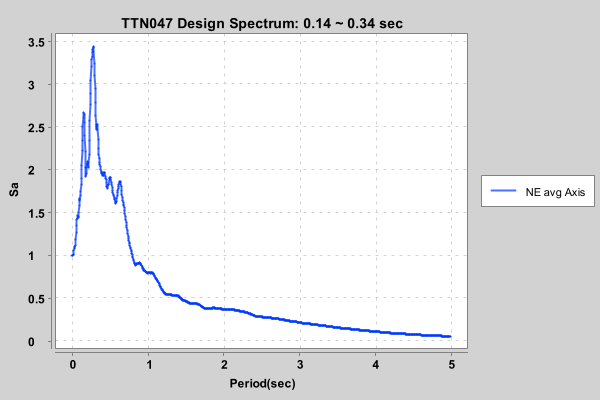 TTN047 Design Spectrum: 0.14 ~ 0.34 sec
3.5
3
2.5
2
1.5
1
0.5
0
Sa
0 1 2 3 4 5
Period(sec)
NE avg Axis